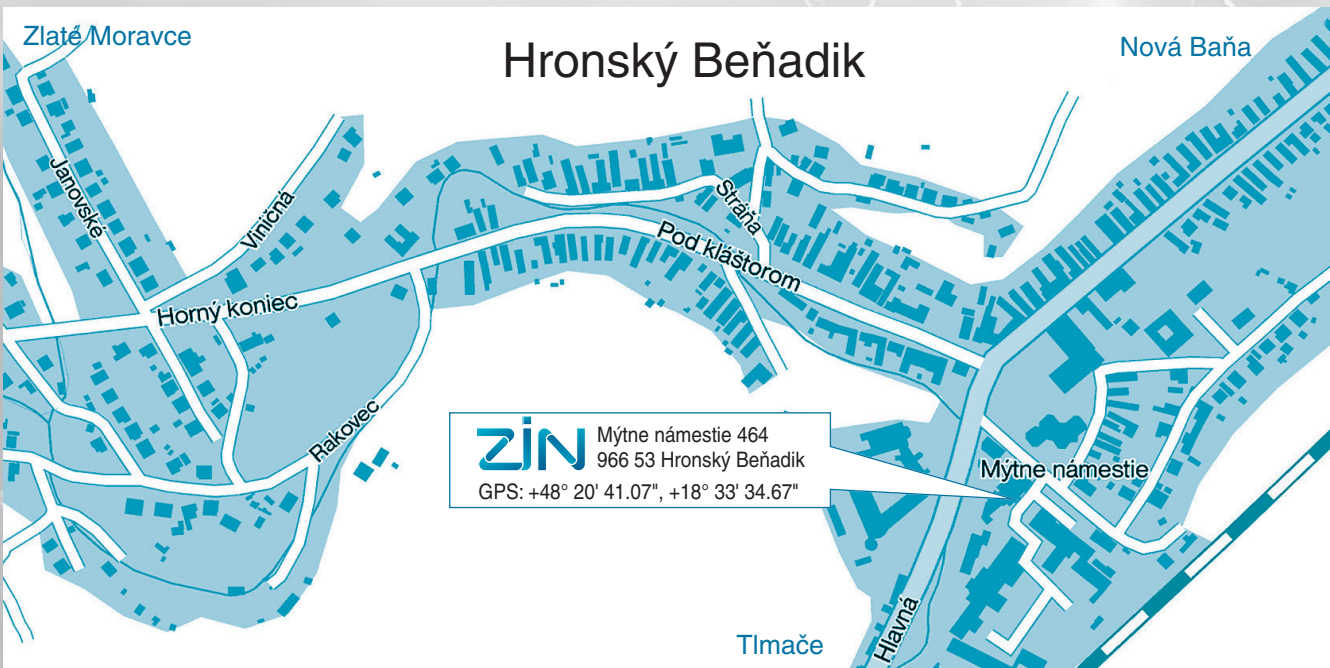 Zlaté Moravce
Hronský Beňadik
Nová Baňa
Janovské
Viničná
Stráňa
Pod kláštorom
Horný koniec
Rakovec
ZIN
Mýtne námestie 464
966 53 Hronský Beňadik
GPS: +48° 20' 41.07", +18° 33' 34.67"
Mýtne námestie
Hlavná
Tlmače